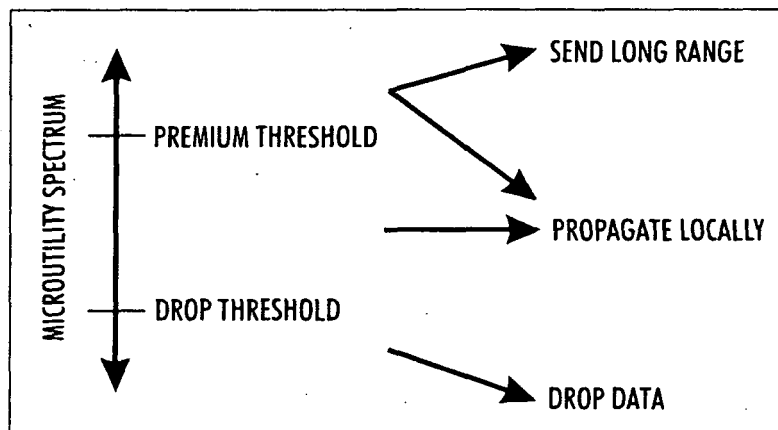 SEND LONG RANGE
PREMIUM THRESHOLD
MICROUTILITY SPECTRUM
PROPAGATE LOCALLY
DROP THRESHOLD
DROP DATA